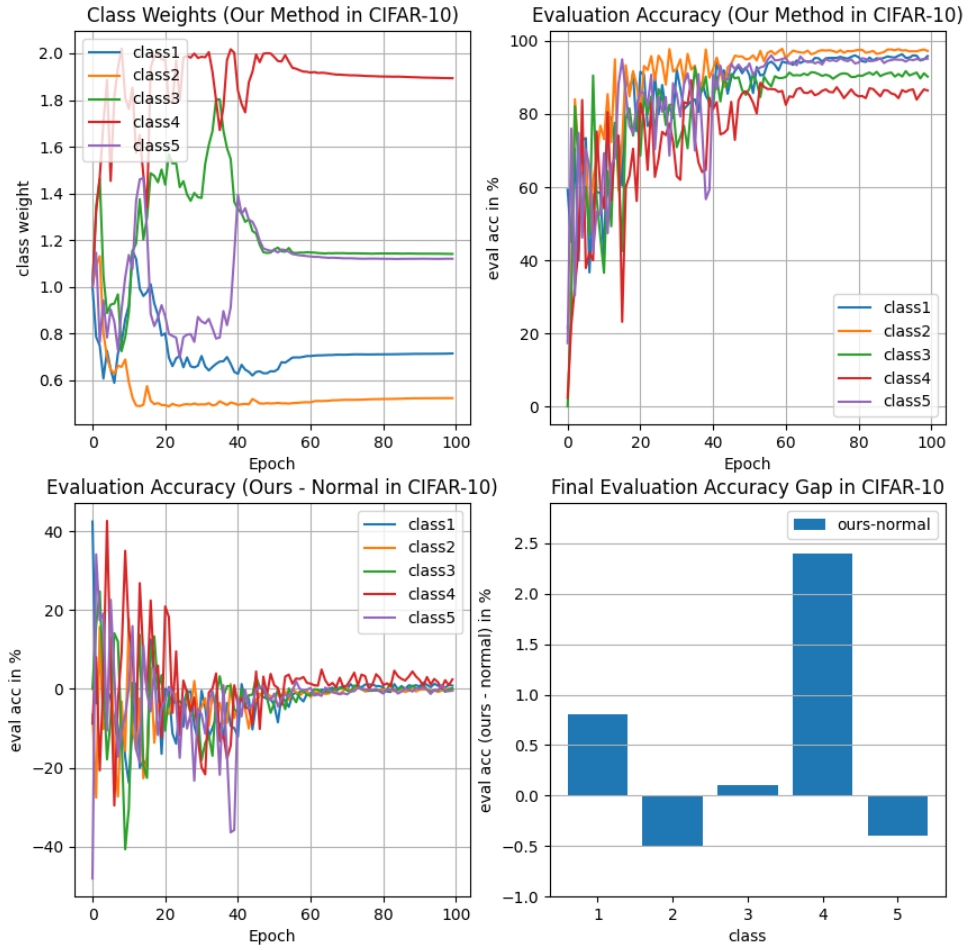 Class Weights (Our Method in CIFAR-10)
class weight
2.0
1.8
1.6
1.4
1.2
1.0
0.8
0.6
class1
class2
class3
class4
class5
0 20 40 60 80 100
Epoch
Evaluation Accuracy (Our Method in CIFAR-10)
eval acc in %
100
80
60
40
20
0
class1
class2
class3
class4
class5
0 20 40 60 80 100
Epoch
Evaluation Accuracy (Ours - Normal in CIFAR-10)
eval acc in %
40
20
0
−20
−40
class1
class2
class3
class4
class5
0 20 40 60 80 100
Epoch
Final Evaluation Accuracy Gap in CIFAR-10
eval acc (ours - normal) in %
2.5
2.0
1.5
1.0
0.5
0.0
−0.5
−1.0
ours-normal
1 2 3 4 5
class